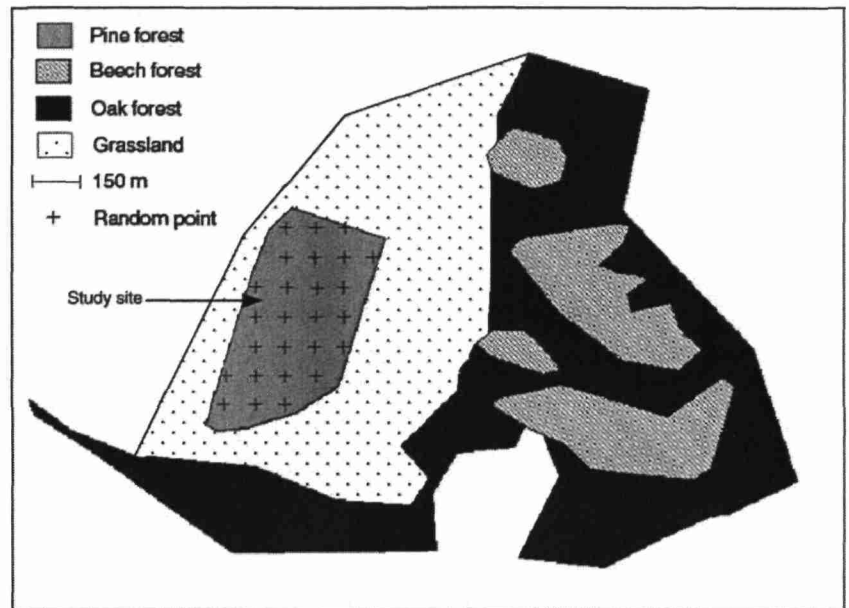 Pine forest
Beech forest
Oak forest
Grassland
150 m
+ Random point
Study site